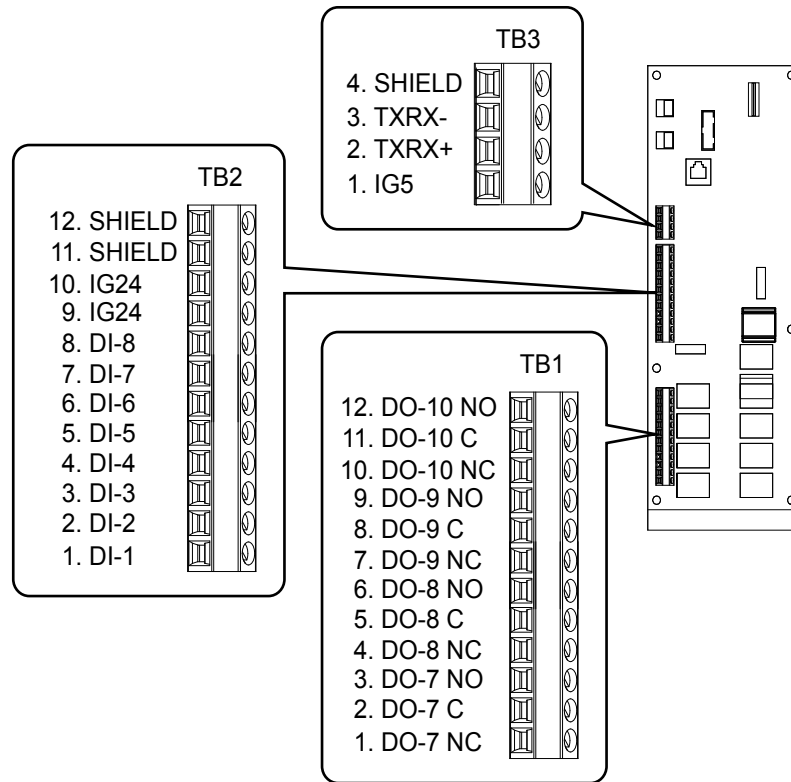 TB3
4. SHIELD
3. TXRX-
2. TXRX+
1. IG5
TB2
12. SHIELD
11. SHIELD
10. IG24
9. IG24
8. DI-8
7. DI-7
6. DI-6
5. DI-5
4. DI-4
3. DI-3
2. DI-2
1. DI-1
TB1
12. DO-10 NO
11. DO-10 C
10. DO-10 NC
9. DO-9 NO
8. DO-9 C
7. DO-9 NC
6. DO-8 NO
5. DO-8 C
4. DO-8 NC
3. DO-7 NO
2. DO-7 C
1. DO-7 NC